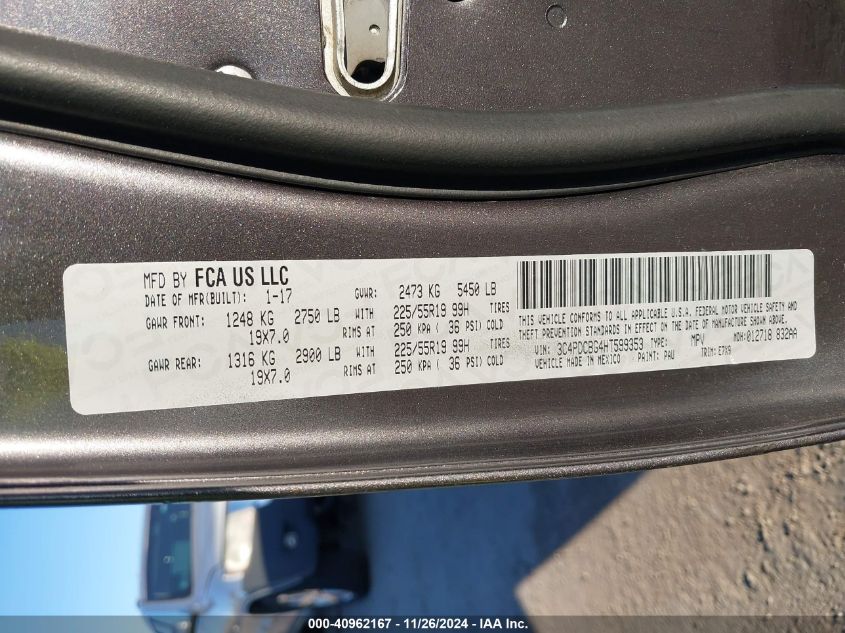 MFD BY FCA US LLC
DATE OF MFR(BUILT): 1-17 GVWR: 2473 KG 5450 LB
GAWR FRONT: 1248 KG 2750 LB WITH 225/55R19 99H TIRES
19X7.0 RIMS AT 250 KPA ( 36 PSI) COLD
GAWR REAR: 1316 KG 2900 LB WITH 225/55R19 99H TIRES
19X7.0 RIMS AT 250 KPA ( 36 PSI) COLD
THIS VEHICLE CONFORMS TO ALL APPLICABLE U.S.A. FEDERAL MOTOR VEHICLE SAFETY AND
THEFT PREVENTION STANDARDS IN EFFECT ON THE DATE OF MANUFACTURE SHOWN ABOVE.
VIN: 3C4PDCBG4HT599353 TYPE: MPV MDH: 012718 832AA
VEHICLE MADE IN MEXICO PAINT: PAU TRIM: E7X9
000-40962167 - 11/26/2024 - IAA Inc.